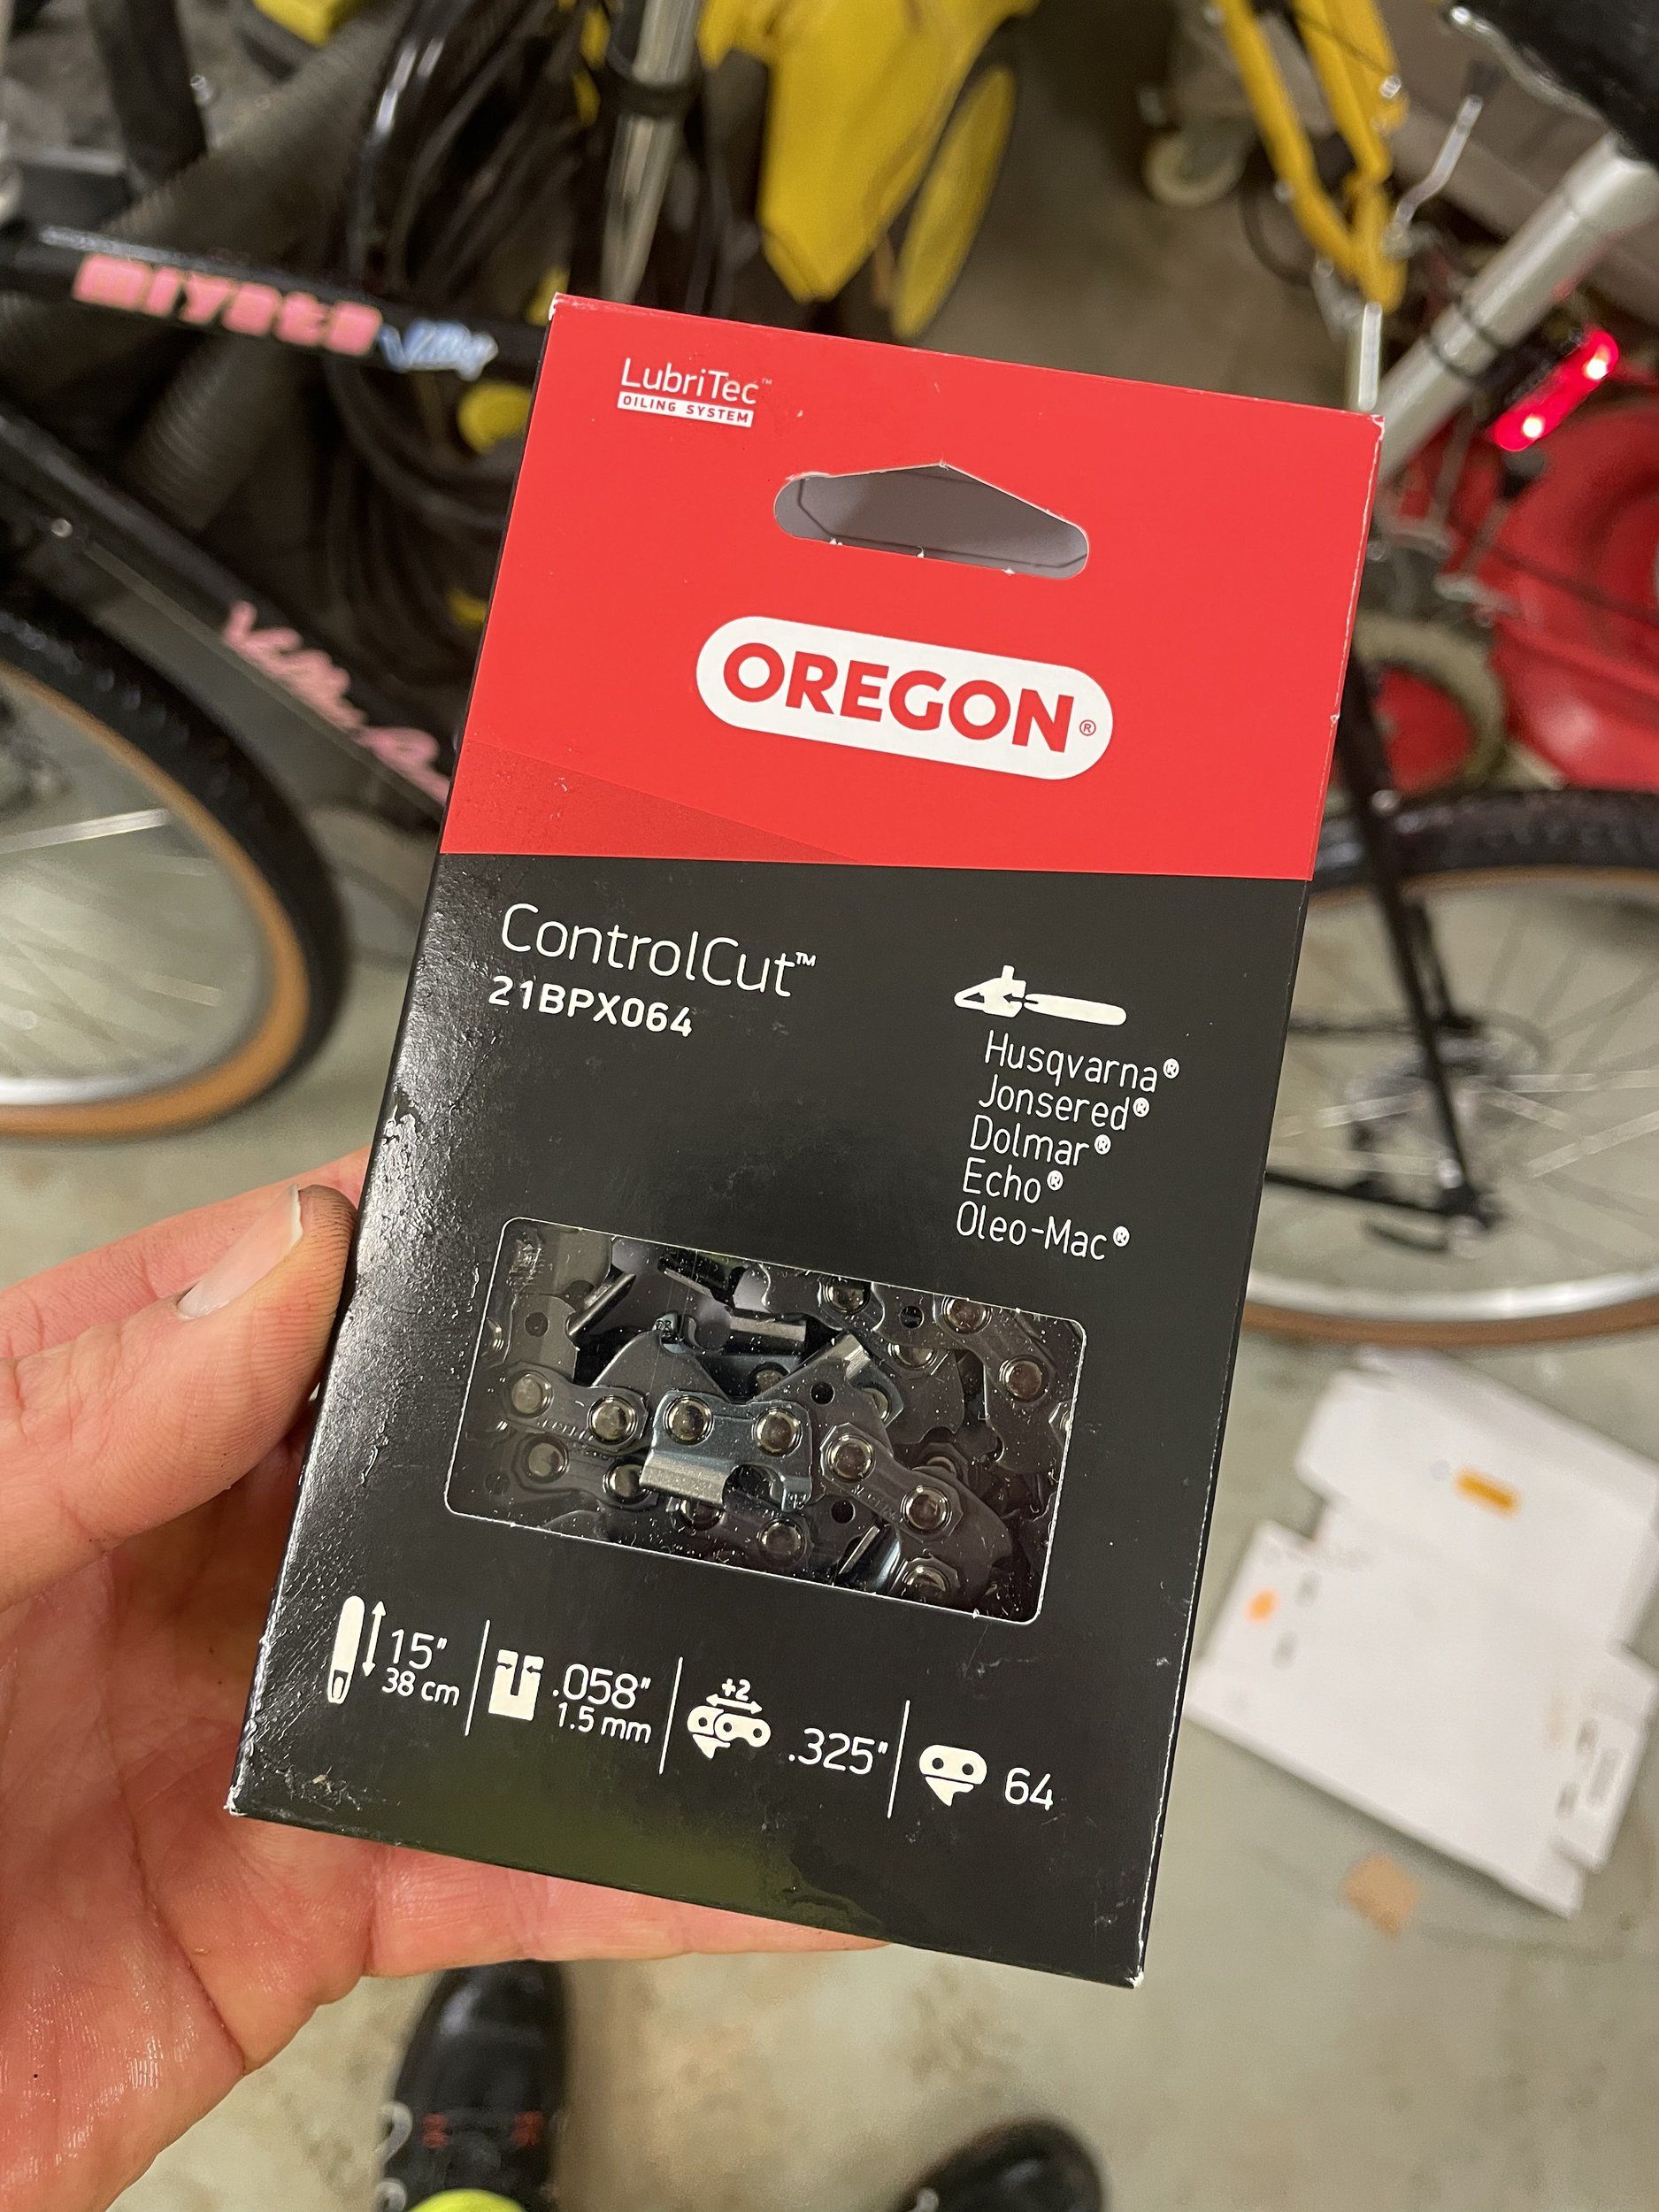 miyata
LubriTec™
OILING SYSTEM
OREGON®
ControlCut™
21BPX064
Husqvarna®
Jonsered®
Dolmar®
Echo®
Oleo-Mac®
15"
38 cm
.058"
1.5 mm
+2
.325"
64